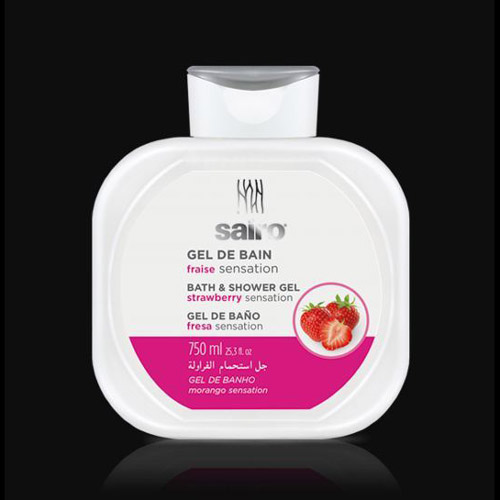 sairo®
GEL DE BAIN
fraise sensation
BATH & SHOWER GEL
strawberry sensation
GEL DE BAÑO
fresa sensation
750 ml 25,3 fl. oz
جل استحمام الفراولة
GEL DE BANHO
morango sensation